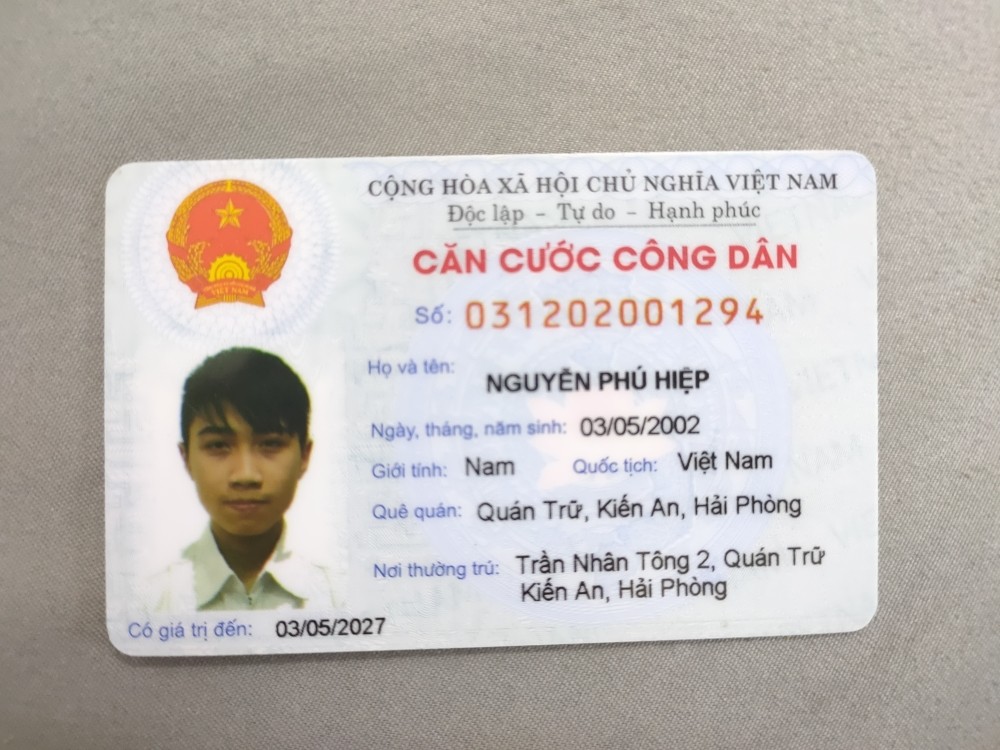 CỘNG HÒA XÃ HỘI CHỦ NGHĨA VIỆT NAM
Độc lập - Tự do - Hạnh phúc
CĂN CƯỚC CÔNG DÂN
Số: 031202001294
Họ và tên: NGUYỄN PHÚ HIỆP
Ngày, tháng, năm sinh: 03/05/2002
Giới tính: Nam Quốc tịch: Việt Nam
Quê quán: Quán Trữ, Kiến An, Hải Phòng
Nơi thường trú: Trần Nhân Tông 2, Quán Trữ
Kiến An, Hải Phòng
Có giá trị đến: 03/05/2027